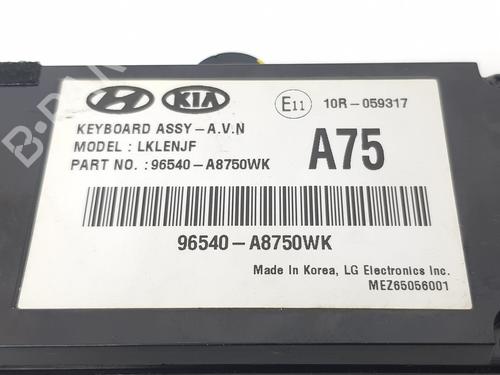 HYUNDAI KIA
E11 10R-059317
KEYBOARD ASSY-A.V.N
MODEL : LKLENJF
PART NO. : 96540-A8750WK
A75
96540-A8750WK
Made in Korea, LG Electronics Inc.
MEZ65056001